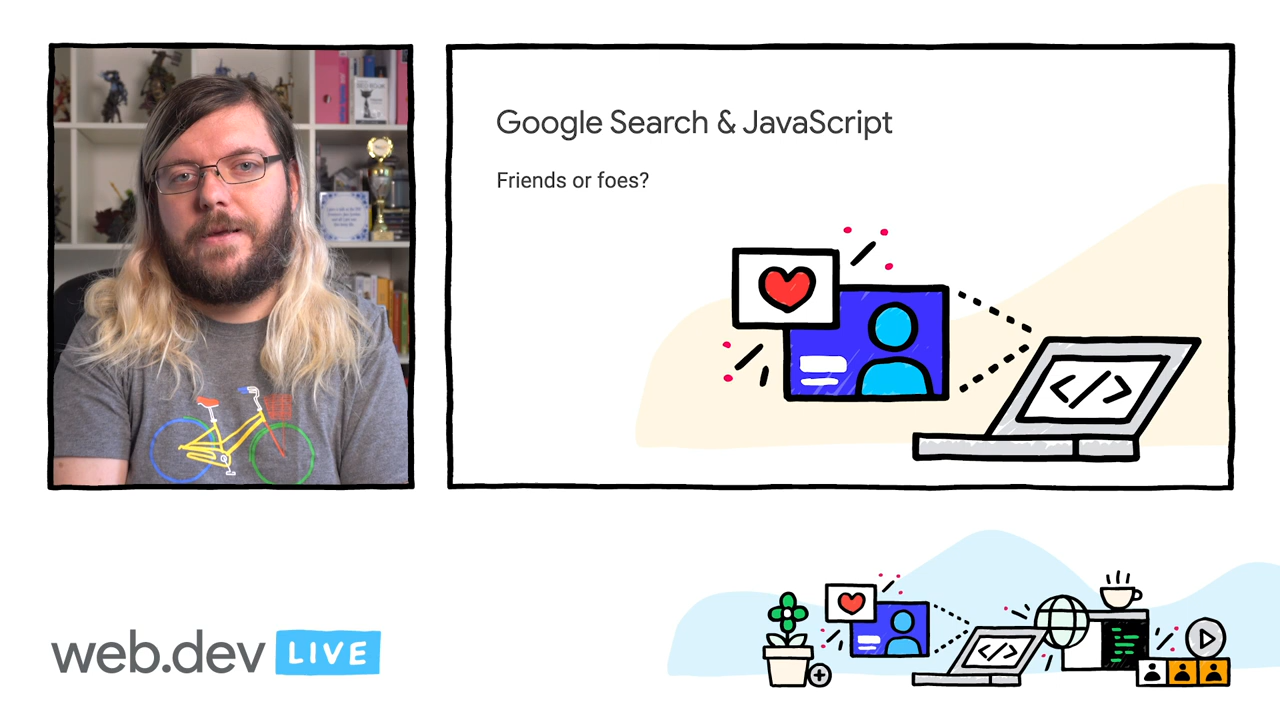 Google Search & JavaScript
Friends or foes?
</>
web.dev LIVE
</>